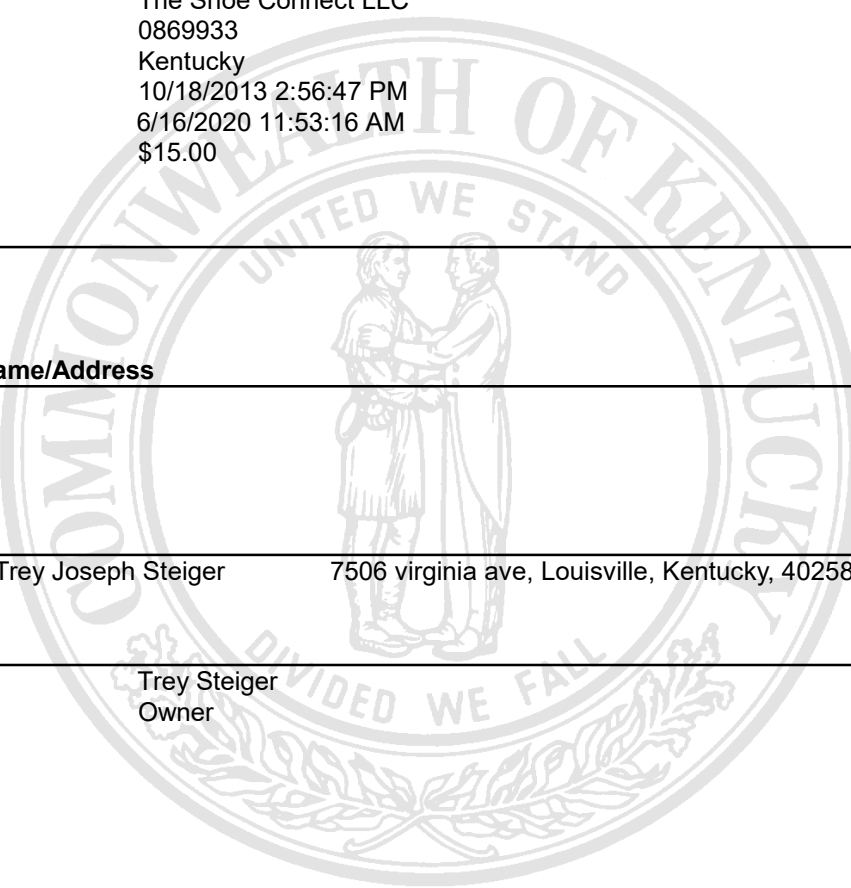 The Shoe Connect LLC
0869933
Kentucky
10/18/2013 2:56:47 PM
6/16/2020 11:53:16 AM
$15.00
COMMONWEALTH OF KENTUCKY
UNITED WE STAND
ame/Address
Trey Joseph Steiger 7506 virginia ave, Louisville, Kentucky, 40258
DIVIDED WE FALL
Trey Steiger
Owner